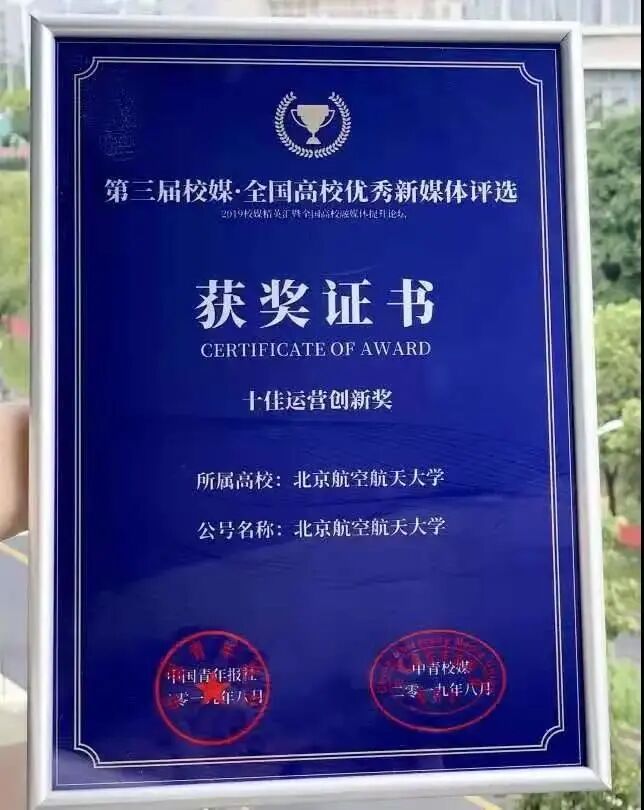 第三届校媒·全国高校优秀新媒体评选
2019校媒精英汇暨全国高校融媒体提升论坛
获奖证书
CERTIFICATE OF AWARD
十佳运营创新奖
所属高校：北京航空航天大学
公号名称：北京航空航天大学
中国青年报社
二零一九年八月
中青校媒
二零一九年八月